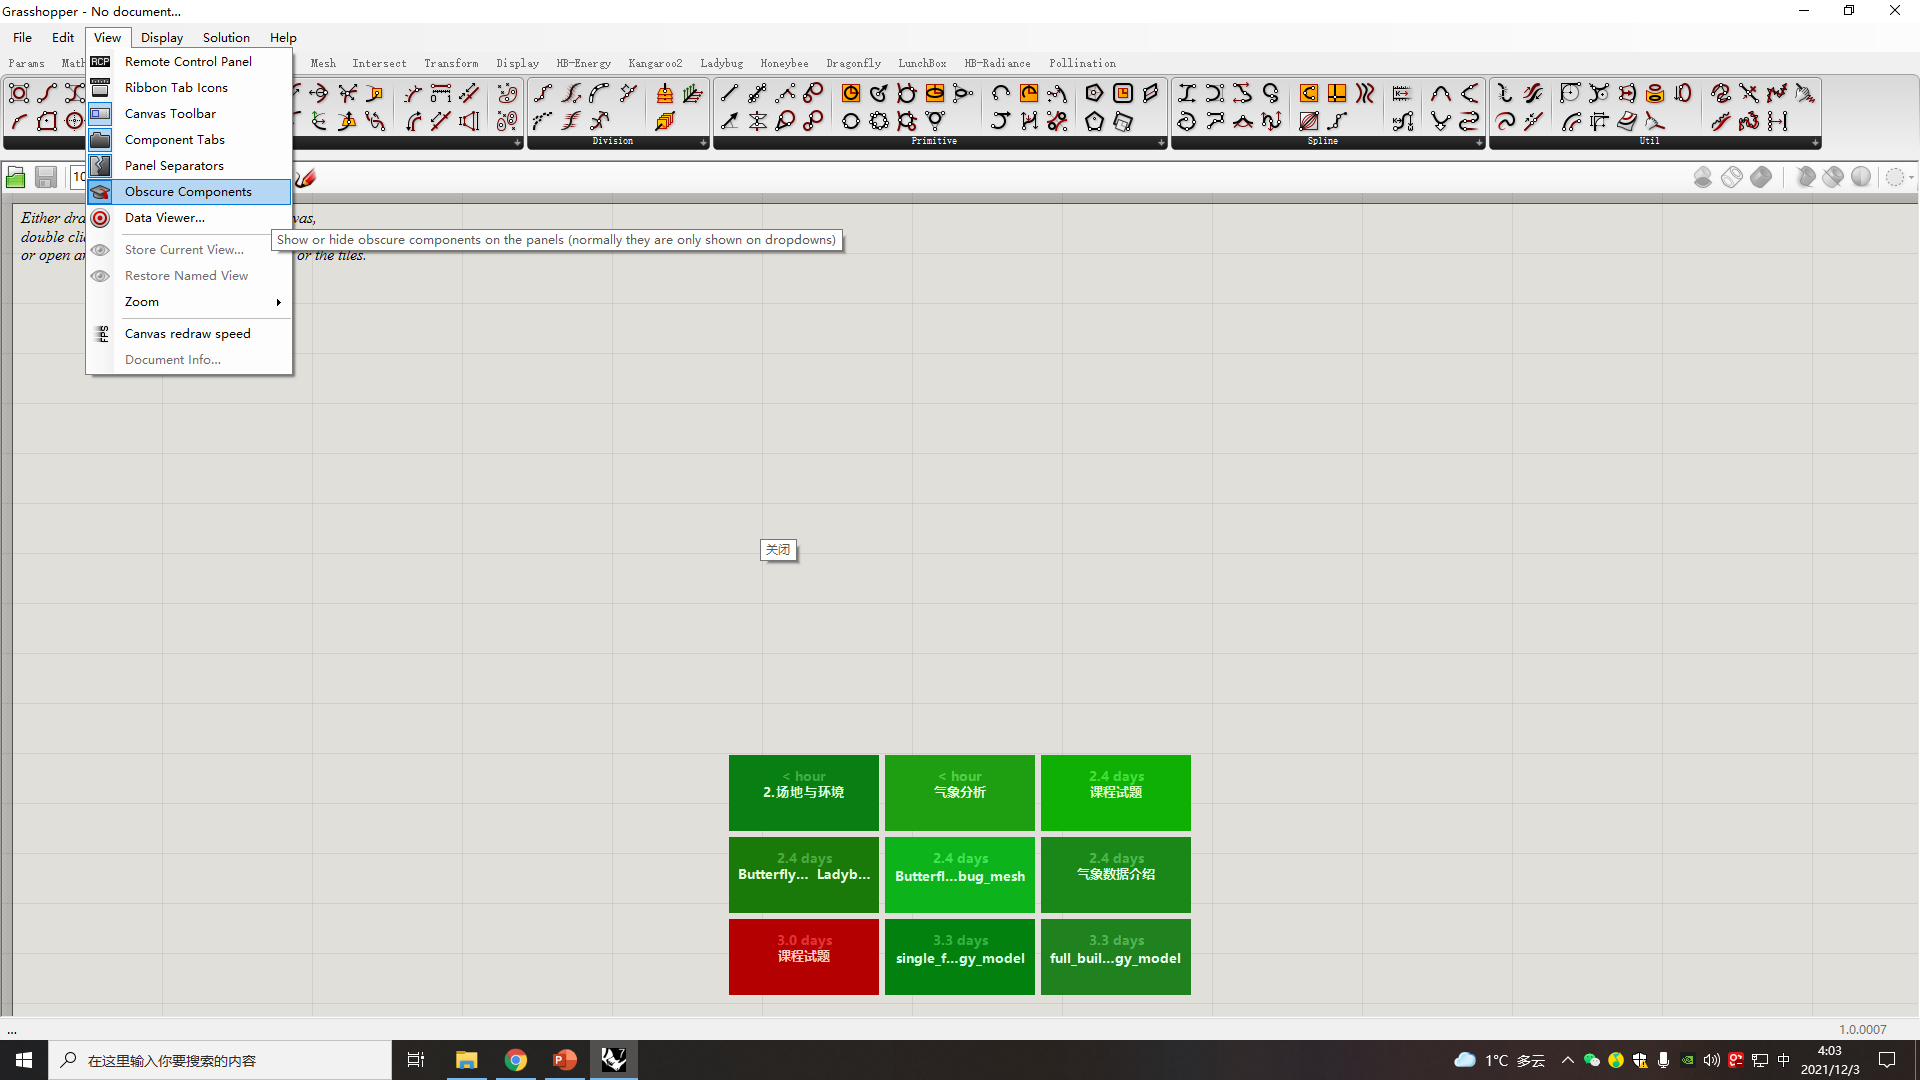 Grasshopper - No document...
File Edit View Display Solution Help
Params Math Mesh Intersect Transform Display HB-Energy Kangaroo2 Ladybug Honeybee Dragonfly LunchBox HB-Radiance Pollination
RCP Remote Control Panel
Ribbon Tab Icons
Canvas Toolbar
Component Tabs
Panel Separators
Obscure Components
Data Viewer...
Store Current View...
Restore Named View
Zoom
FPS Canvas redraw speed
Document Info...
Division Primitive Spline Util
10
Either dra vas,
double cli
or open an or the tiles.
Show or hide obscure components on the panels (normally they are only shown on dropdowns)
关闭
< hour
2.场地与环境
< hour
气象分析
2.4 days
课程试题
2.4 days
Butterfly... Ladyb...
2.4 days
Butterfl...bug_mesh
2.4 days
气象数据介绍
3.0 days
课程试题
3.3 days
single_f...gy_model
3.3 days
full_buil...gy_model
...
1.0.0007
在这里输入你要搜索的内容
1°C 多云
中
4:03
2021/12/3